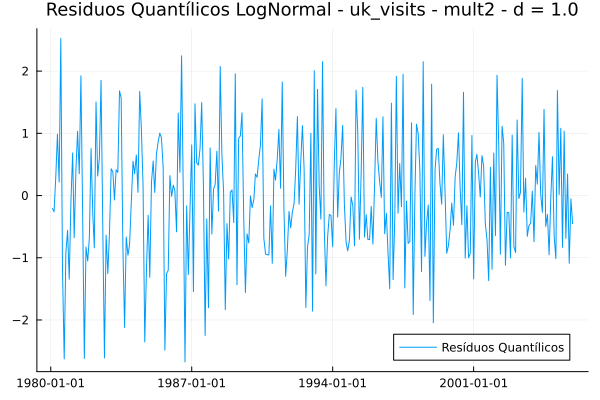 Residuos Quantílicos LogNormal - uk_visits - mult2 - d = 1.0
2
1
0
−1
−2
Resíduos Quantílicos
1980-01-01 1987-01-01 1994-01-01 2001-01-01